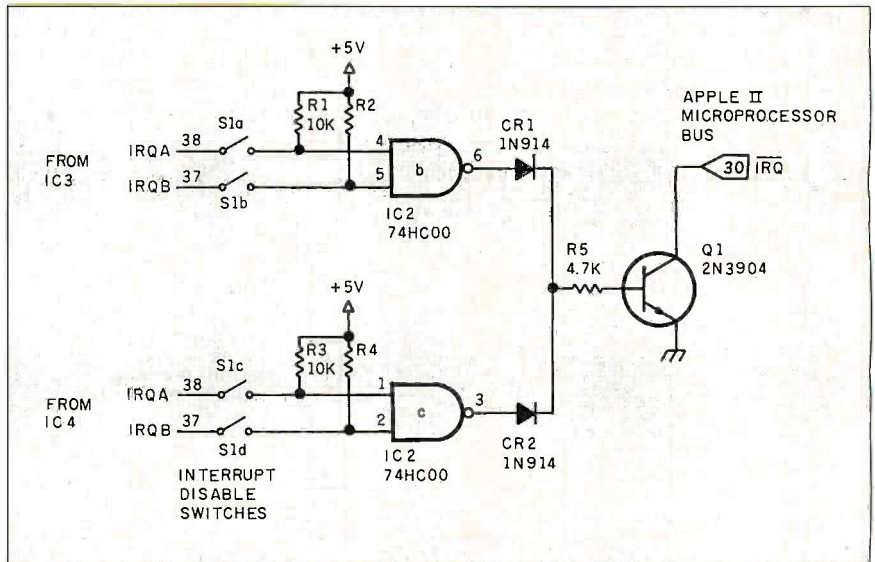 +5V
R1
10K
R2
S1a
FROM
IC3
IRQA 38
IRQB 37
S1b
4
5
b
6
IC2
74HC00
CR1
1N914
APPLE II
MICROPROCESSOR
BUS
30 IRQ
R5
4.7K
Q1
2N3904
+5V
R3
10K
R4
S1c
FROM
IC4
IRQA 38
IRQB 37
S1d
1
2
c
3
IC2
74HC00
CR2
1N914
INTERRUPT
DISABLE
SWITCHES